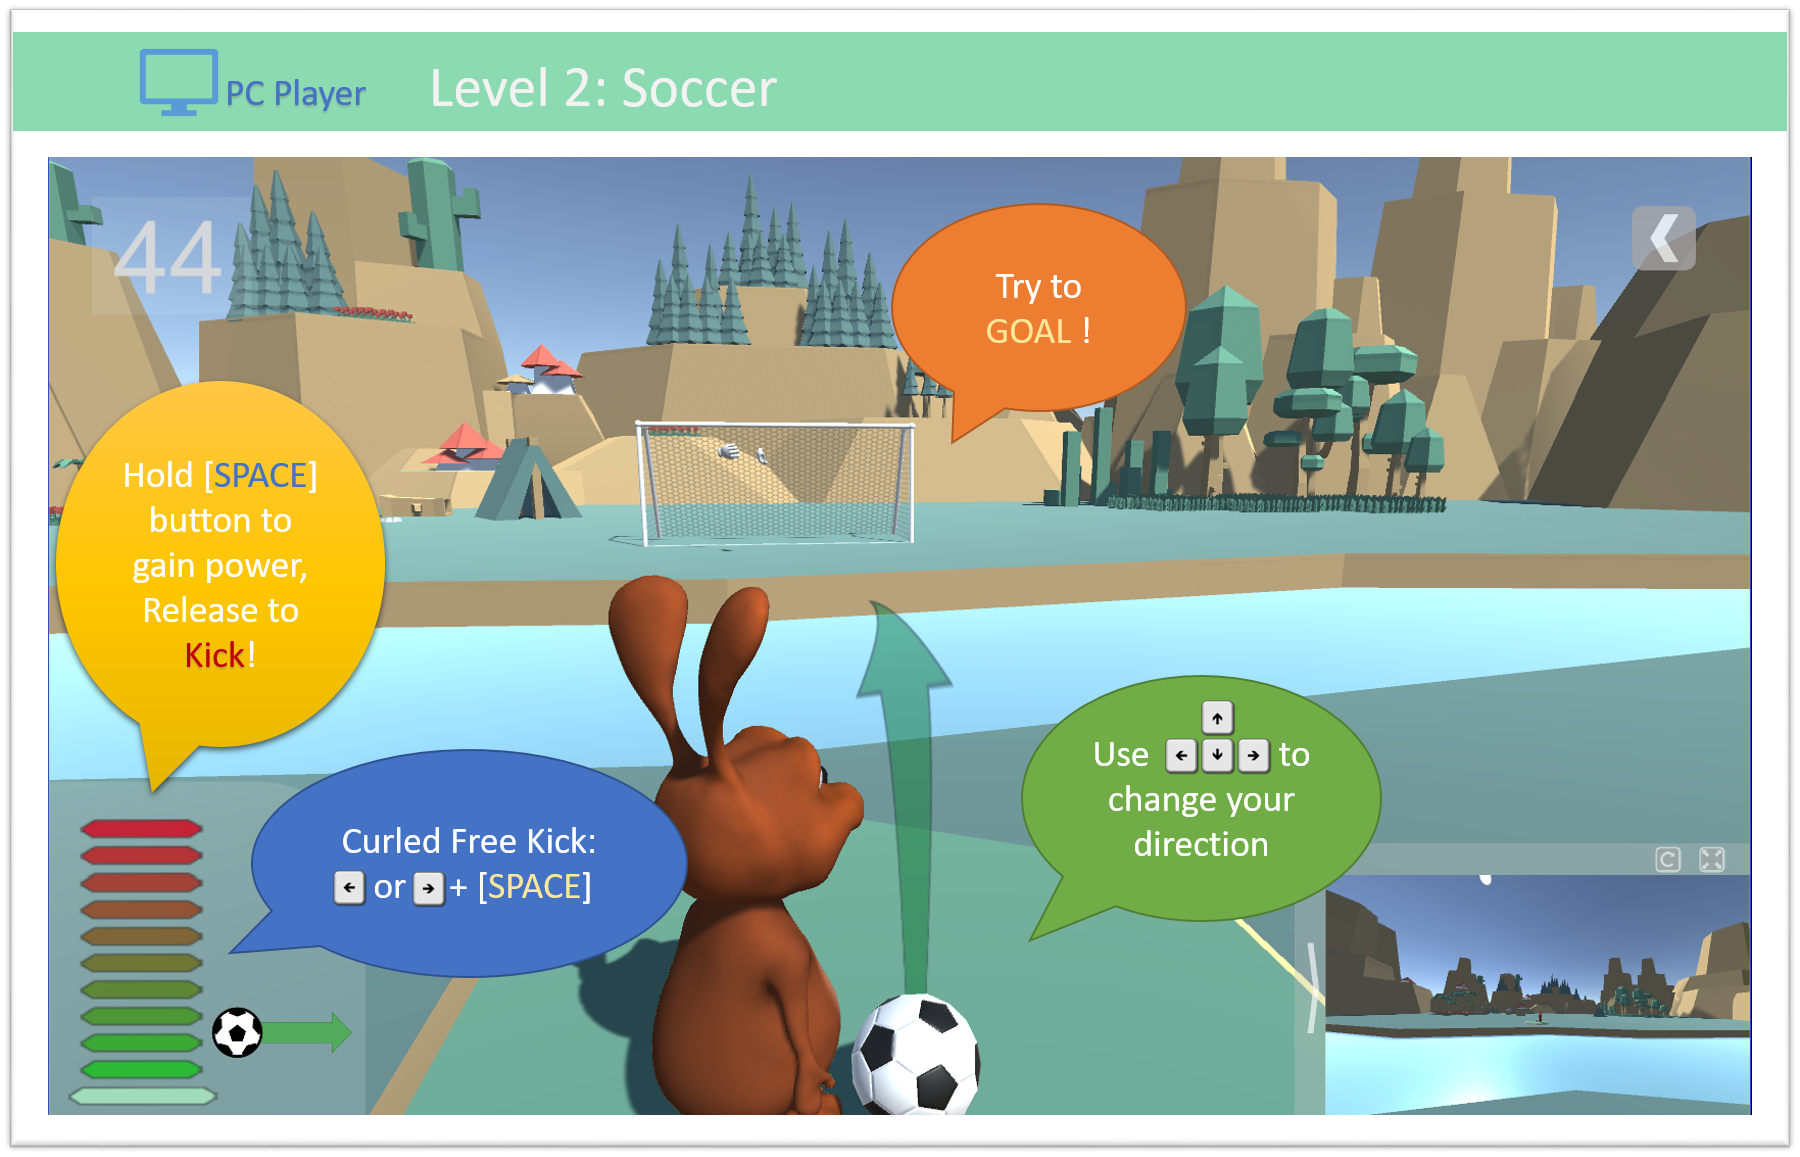 PC Player
Level 2: Soccer
44
Try to
GOAL !
Hold [SPACE]
button to
gain power,
Release to
Kick!
Use ↑ ← ↓ → to
change your
direction
Curled Free Kick:
← or → + [SPACE]